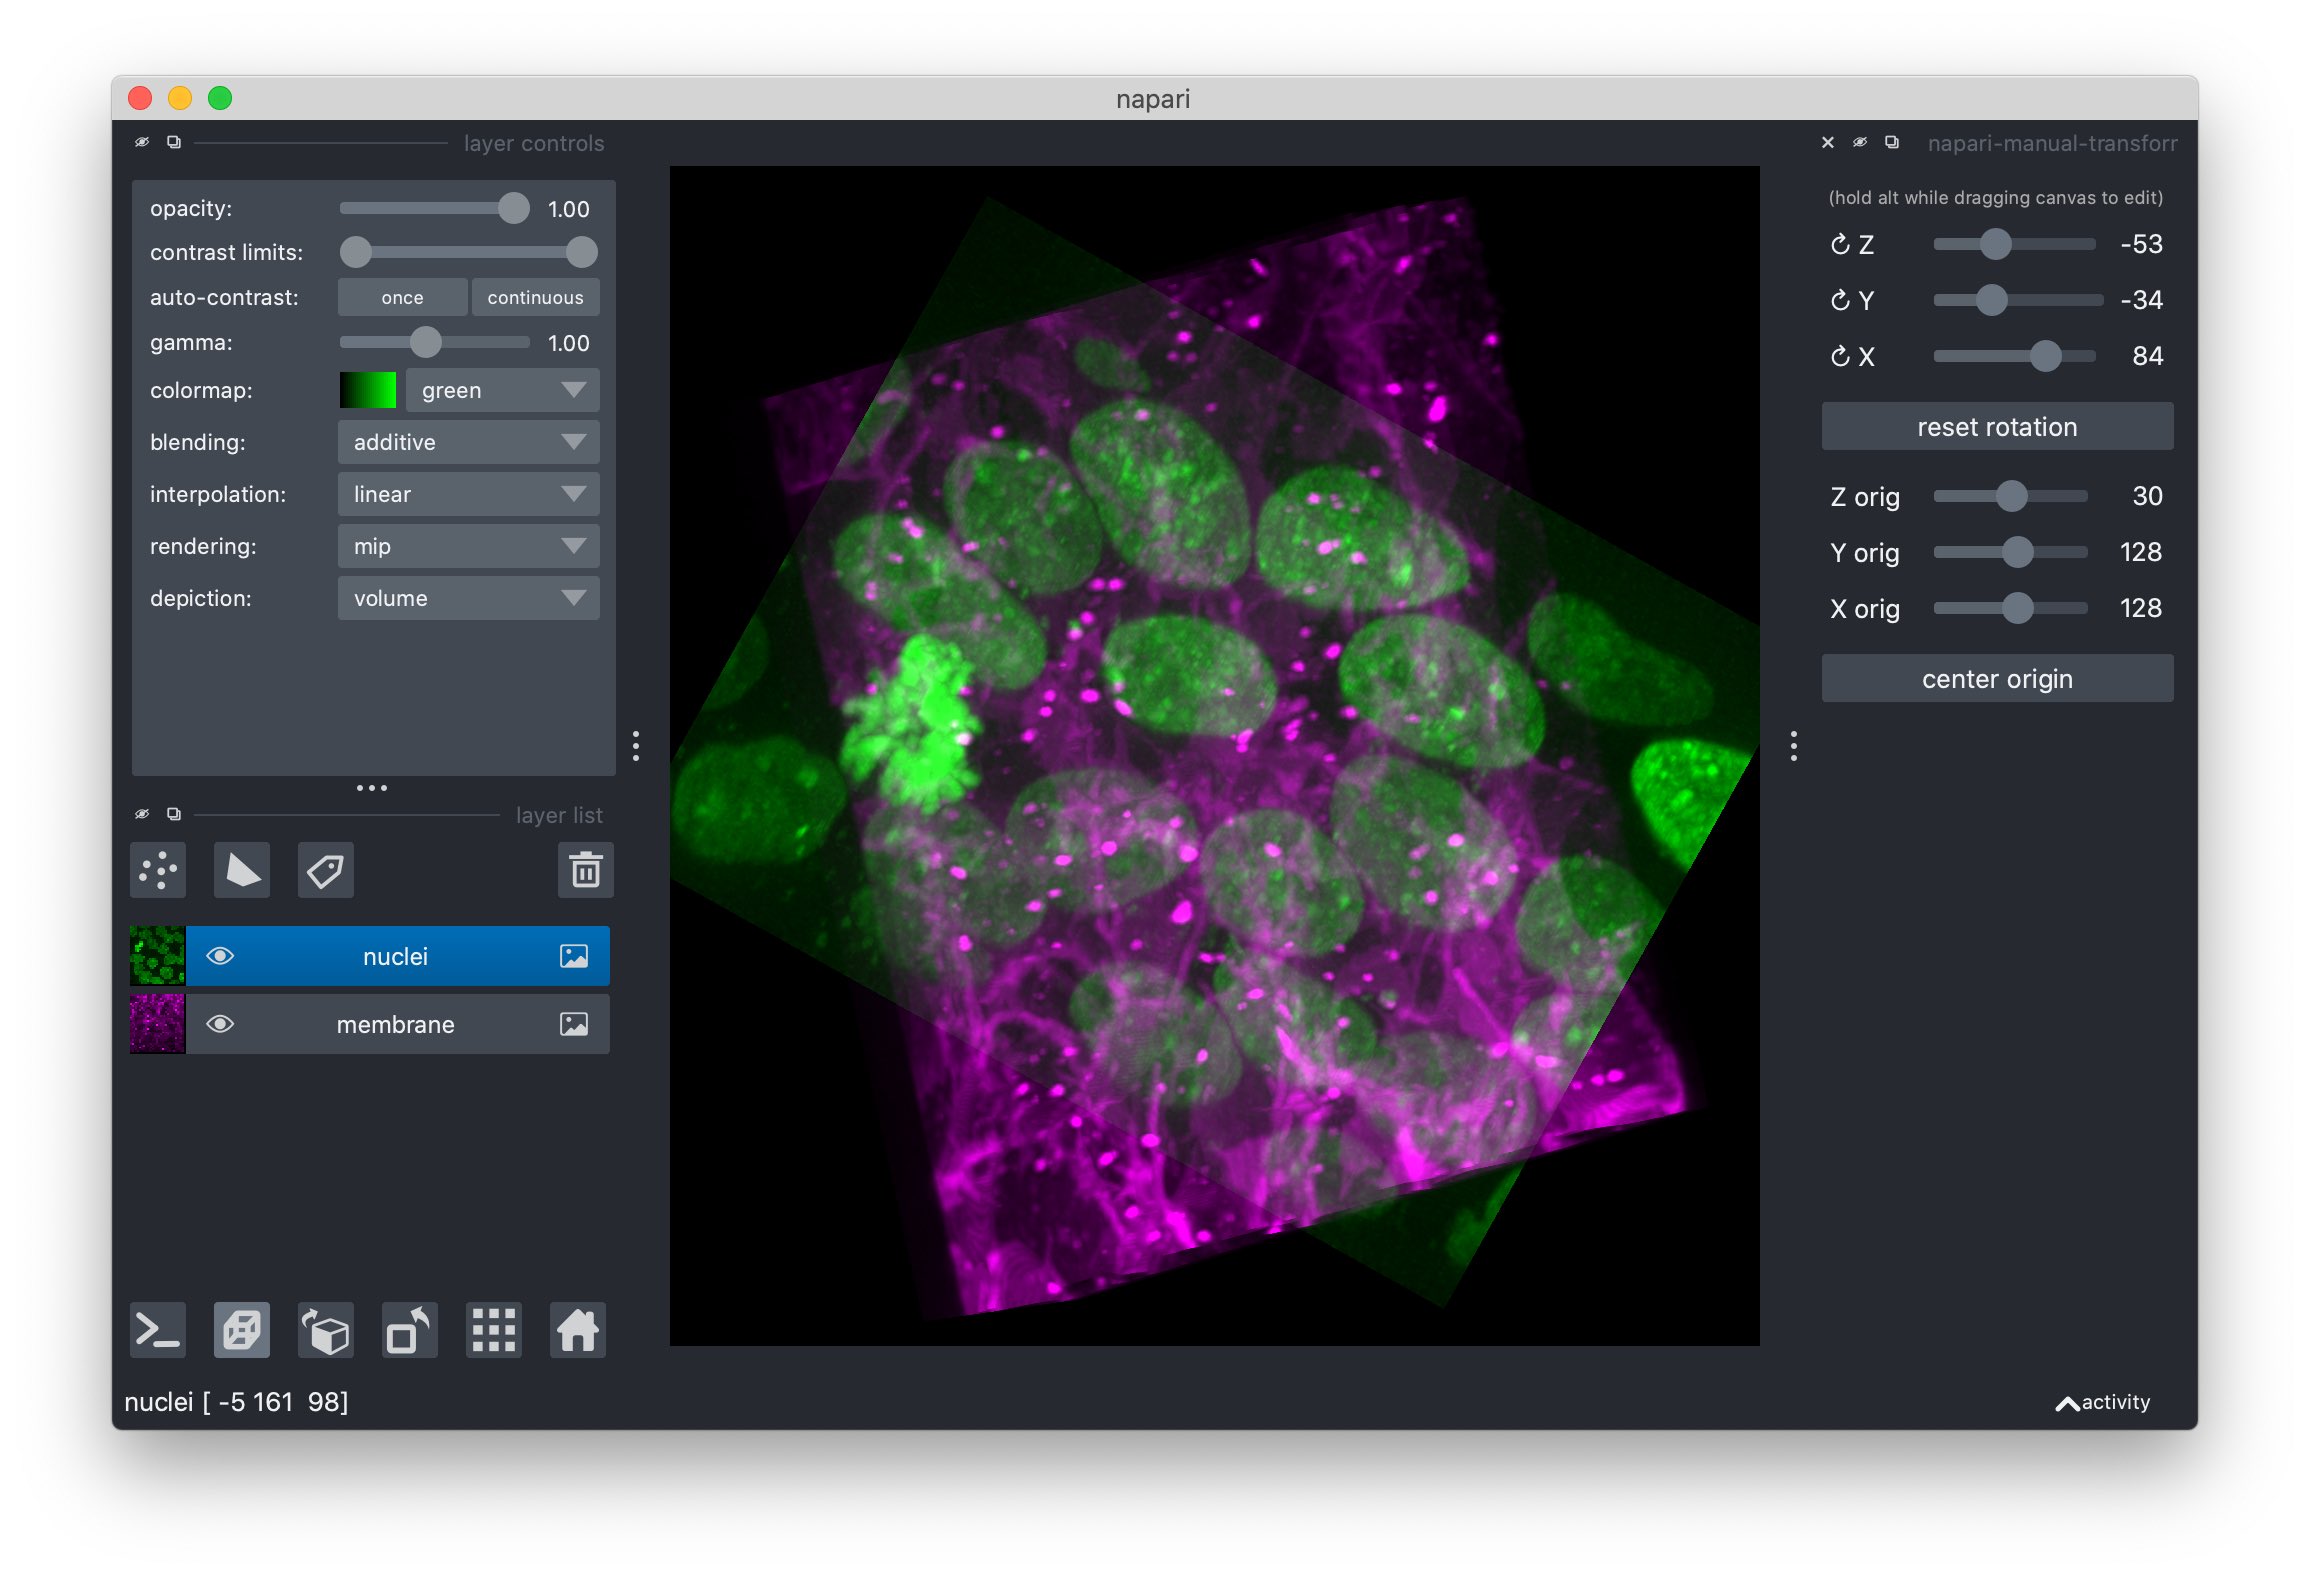 napari
layer controls
opacity: 1.00
contrast limits:
auto-contrast: once continuous
gamma: 1.00
colormap: green
blending: additive
interpolation: linear
rendering: mip
depiction: volume
layer list
nuclei
membrane
nuclei [ -5 161 98]
napari-manual-transforr
(hold alt while dragging canvas to edit)
Z -53
Y -34
X 84
reset rotation
Z orig 30
Y orig 128
X orig 128
center origin
activity